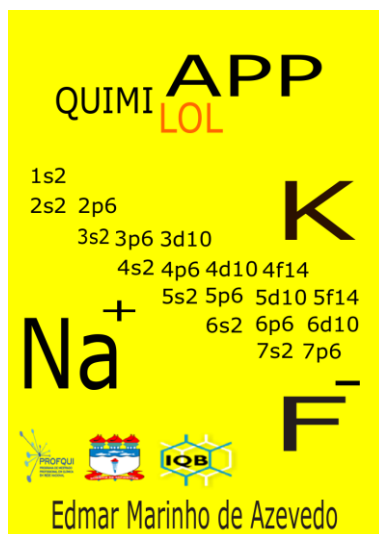 QUIMI APP
LOL
1s2
2s2 2p6
3s2 3p6 3d10
4s2 4p6 4d10 4f14
5s2 5p6 5d10 5f14
6s2 6p6 6d10
7s2 7p6
K
Na+
F-
PROFQUI
IQB
Edmar Marinho de Azevedo